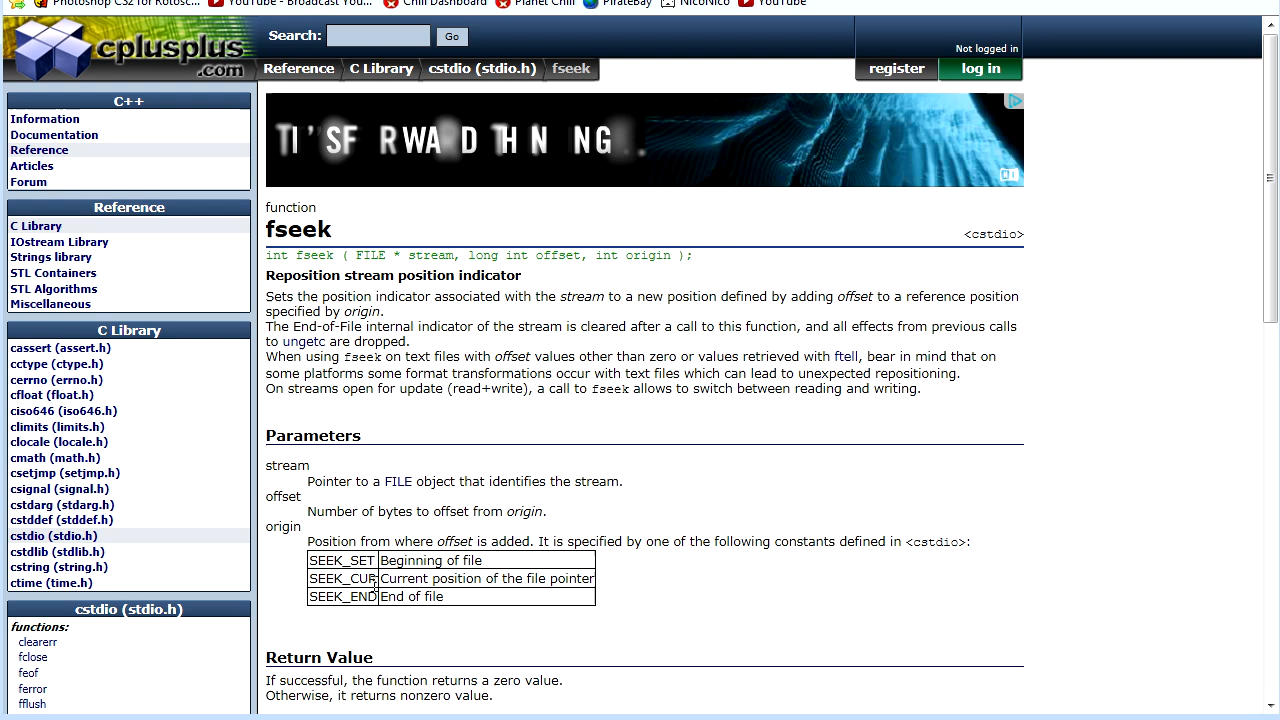 Photoshop CS2 for Rotosc... YouTube - Broadcast You... Chill Dashboard Planet Chill PirateBay NicoNico YouTube
cplusplus
.com
Search: Go
Not logged in
Reference C Library cstdio (stdio.h) fseek register log in
C++
Information
Documentation
Reference
Articles
Forum
Reference
C Library
IOstream Library
Strings library
STL Containers
STL Algorithms
Miscellaneous
C Library
cassert (assert.h)
cctype (ctype.h)
cerrno (errno.h)
cfloat (float.h)
ciso646 (iso646.h)
climits (limits.h)
clocale (locale.h)
cmath (math.h)
csetjmp (setjmp.h)
csignal (signal.h)
cstdarg (stdarg.h)
cstddef (stddef.h)
cstdio (stdio.h)
cstdlib (stdlib.h)
cstring (string.h)
ctime (time.h)
cstdio (stdio.h)
functions:
clearerr
fclose
feof
ferror
fflush
function
fseek
<cstdio>
int fseek ( FILE * stream, long int offset, int origin );
Reposition stream position indicator
Sets the position indicator associated with the stream to a new position defined by adding offset to a reference position
specified by origin.
The End-of-File internal indicator of the stream is cleared after a call to this function, and all effects from previous calls
to ungetc are dropped.
When using fseek on text files with offset values other than zero or values retrieved with ftell, bear in mind that on
some platforms some format transformations occur with text files which can lead to unexpected repositioning.
On streams open for update (read+write), a call to fseek allows to switch between reading and writing.
Parameters
stream
Pointer to a FILE object that identifies the stream.
offset
Number of bytes to offset from origin.
origin
Position from where offset is added. It is specified by one of the following constants defined in <cstdio>:
SEEK_SET Beginning of file
SEEK_CUR Current position of the file pointer
SEEK_END End of file
Return Value
If successful, the function returns a zero value.
Otherwise, it returns nonzero value.